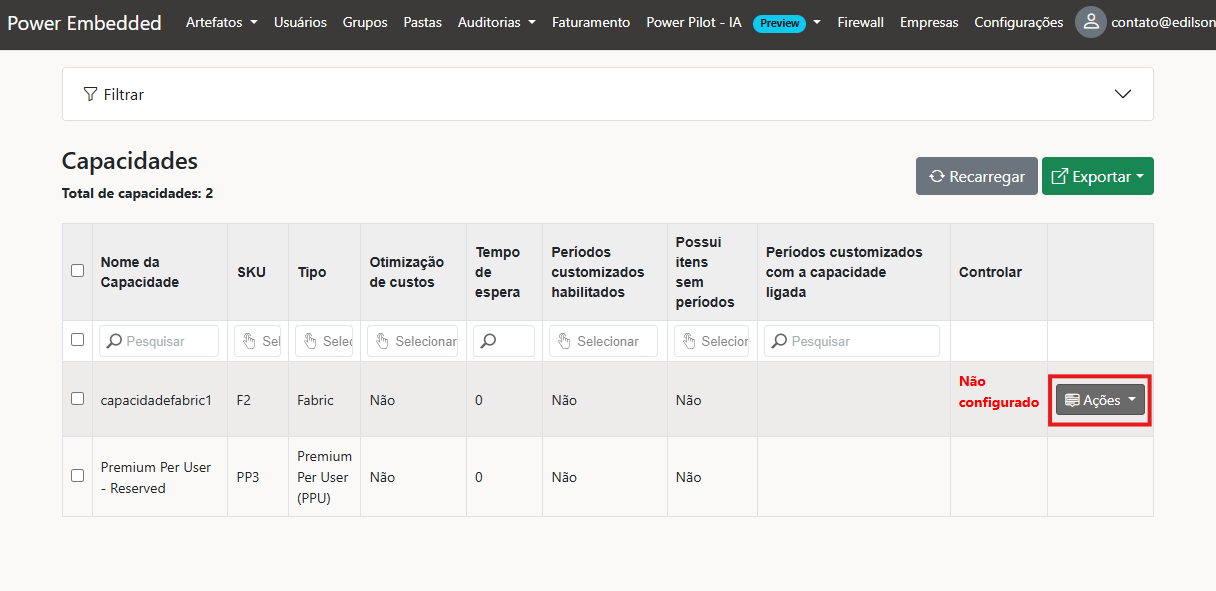 Power Embedded Artefatos Usuários Grupos Pastas Auditorias Faturamento Power Pilot - IA Preview Firewall Empresas Configurações contato@edilson
Filtrar
Capacidades
Total de capacidades: 2
Recarregar Exportar
Nome da Capacidade SKU Tipo Otimização de custos Tempo de espera Períodos customizados habilitados Possui itens sem períodos Períodos customizados com a capacidade ligada Controlar
Pesquisar Sel Selec Selecionar Selecionar Selecior Pesquisar
capacidadefabric1 F2 Fabric Não 0 Não Não Não configurado Ações
Premium Per User - Reserved PP3 Premium Per User (PPU) Não 0 Não Não